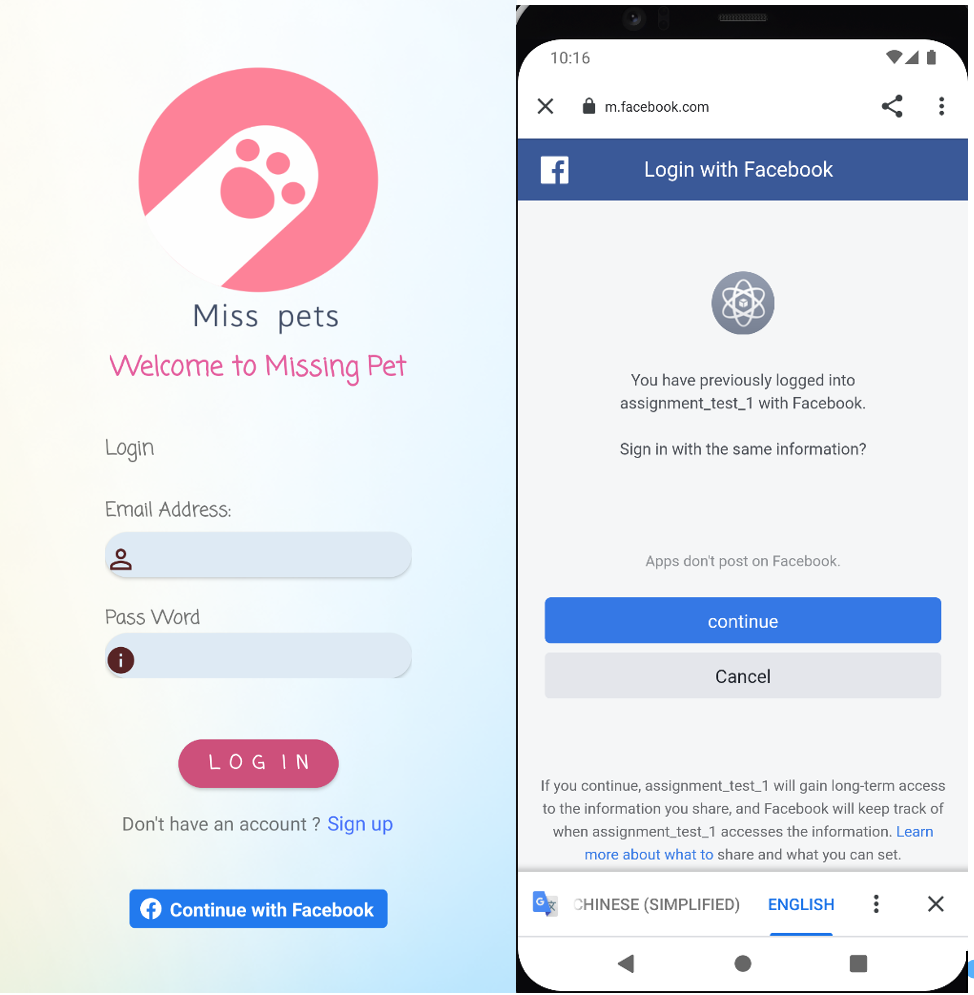 Miss pets
Welcome to Missing Pet
Login
Email Address:
Pass Word
LOGIN
Don't have an account ? Sign up
Continue with Facebook
10:16
m.facebook.com
Login with Facebook
You have previously logged into
assignment_test_1 with Facebook.
Sign in with the same information?
Apps don't post on Facebook.
continue
Cancel
If you continue, assignment_test_1 will gain long-term access
to the information you share, and Facebook will keep track of
when assignment_test_1 accesses the information. Learn
more about what to share and what you can set.
CHINESE (SIMPLIFIED) ENGLISH